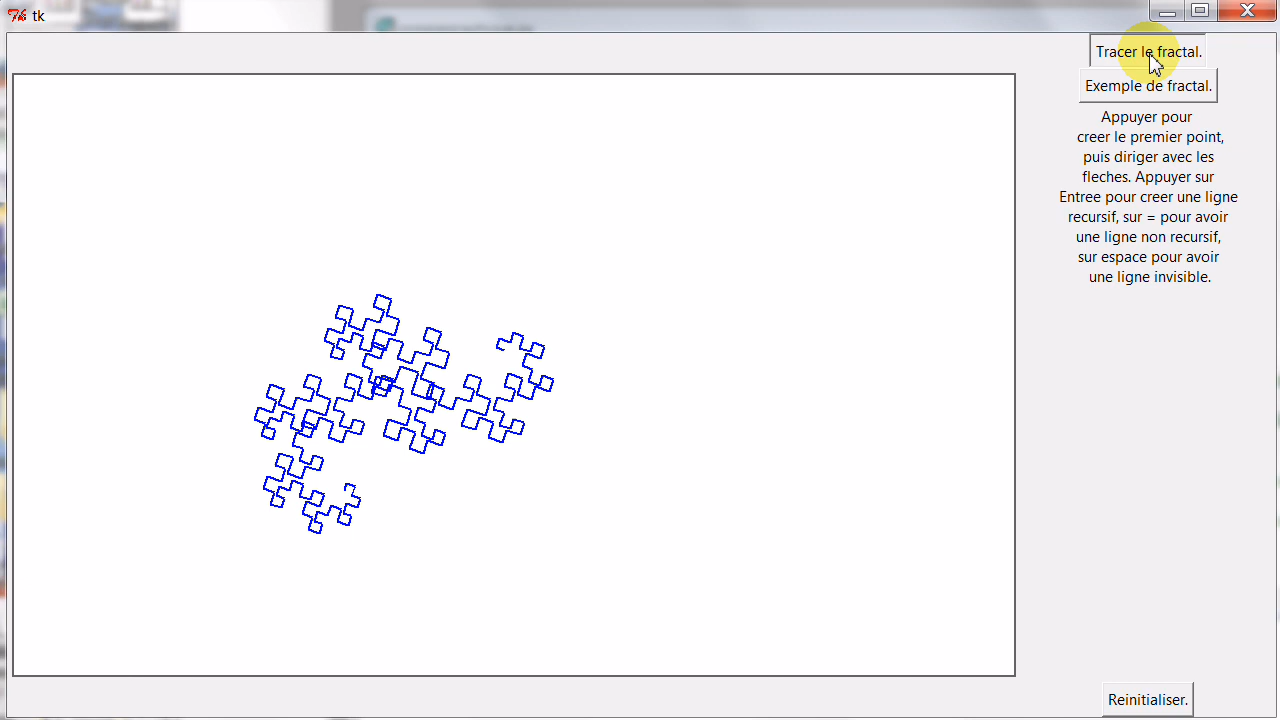 tk
Tracer le fractal.
Exemple de fractal.
Appuyer pour
creer le premier point,
puis diriger avec les
fleches. Appuyer sur
Entree pour creer une ligne
recursif, sur = pour avoir
une ligne non recursif,
sur espace pour avoir
une ligne invisible.
Reinitialiser.